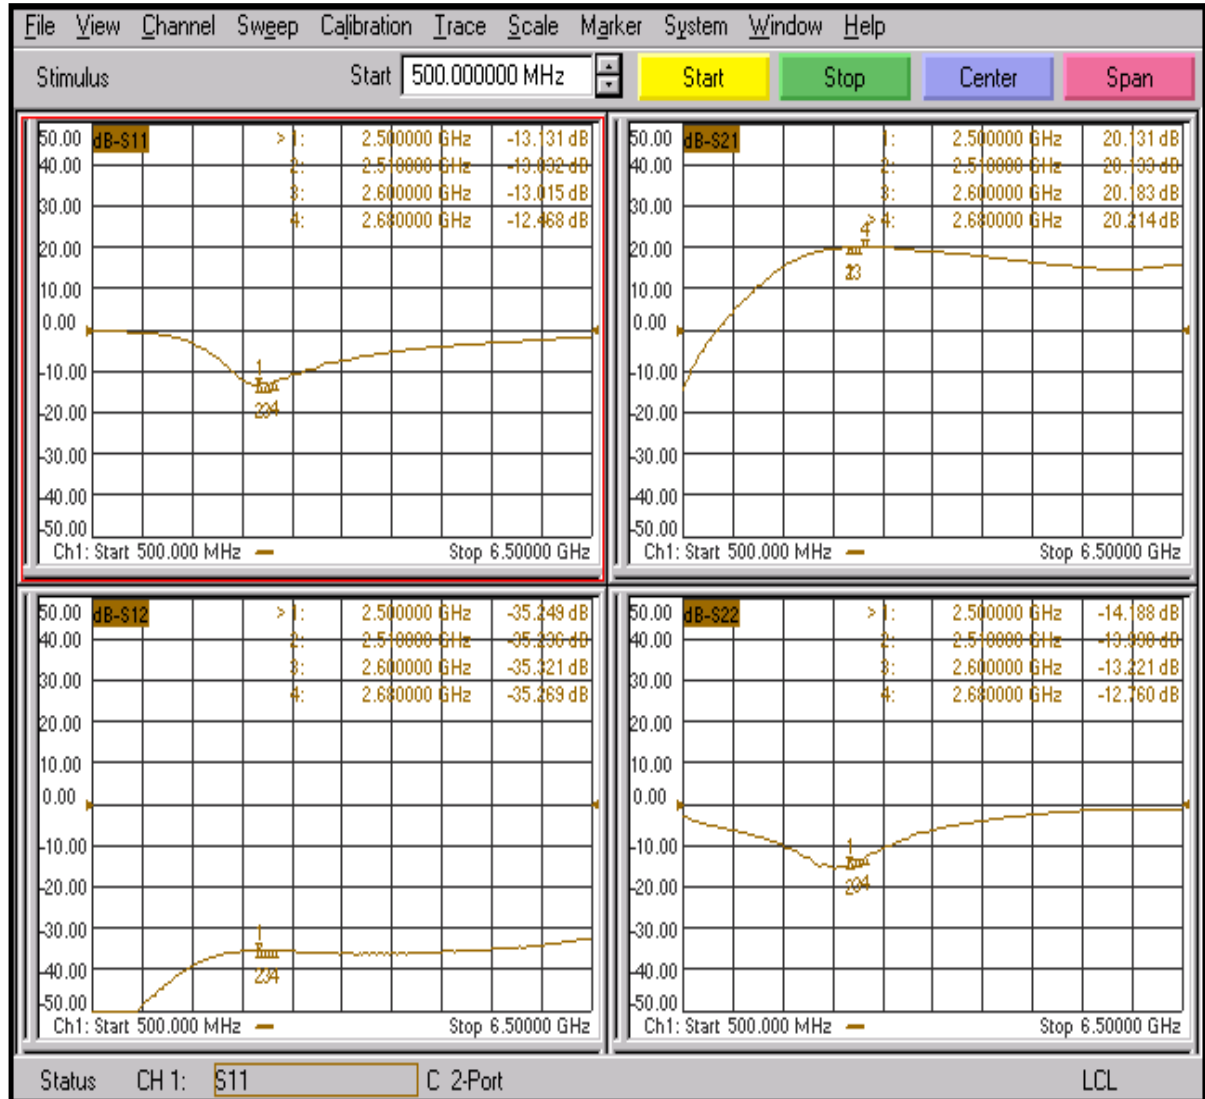 File View Channel Sweep Calibration Trace Scale Marker System Window Help
Stimulus Start 500.000000 MHz Start Stop Center Span
50.00 dB-S11 > 1: 2.500000 GHz -13.131 dB
40.00 2: 2.510000 GHz
30.00 3: 2.600000 GHz -13.015 dB
4: 2.680000 GHz -12.468 dB
20.00
10.00
0.00
-10.00 1
-20.00 234
-30.00
-40.00
-50.00
Ch1: Start 500.000 MHz Stop 6.50000 GHz
50.00 dB-S21 1: 2.500000 GHz 20.131 dB
40.00 2: 2.510000 GHz
30.00 3: 2.600000 GHz 20.183 dB
> 4: 2.680000 GHz 20.214 dB
4
20.00
10.00
0.00
-10.00
-20.00
-30.00
-40.00
-50.00
Ch1: Start 500.000 MHz Stop 6.50000 GHz
50.00 dB-S12 > 1: 2.500000 GHz -35.249 dB
40.00 2: 2.510000 GHz
30.00 3: 2.600000 GHz -35.321 dB
4: 2.680000 GHz -35.269 dB
20.00
10.00
0.00
-10.00
-20.00
-30.00 1
-40.00 234
-50.00
Ch1: Start 500.000 MHz Stop 6.50000 GHz
50.00 dB-S22 > 1: 2.500000 GHz -14.188 dB
40.00 2: 2.510000 GHz
30.00 3: 2.600000 GHz -13.221 dB
4: 2.680000 GHz -12.760 dB
20.00
10.00
0.00
-10.00 1
-20.00 234
-30.00
-40.00
-50.00
Ch1: Start 500.000 MHz Stop 6.50000 GHz
Status CH 1: S11 C 2-Port LCL